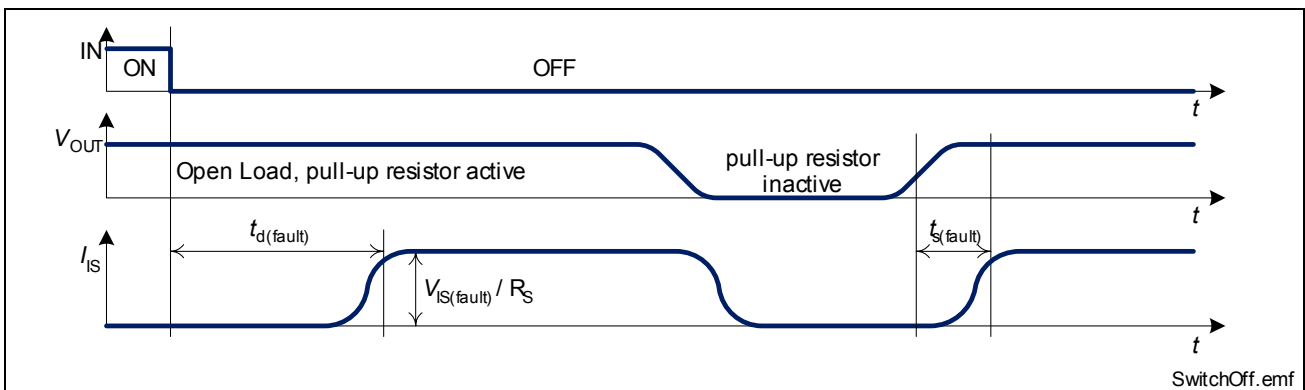 IN
ON
OFF
t
VOUT
Open Load, pull-up resistor active
pull-up resistor
inactive
t
IIS
td(fault)
VIS(fault) / RS
ts(fault)
t
SwitchOff.emf